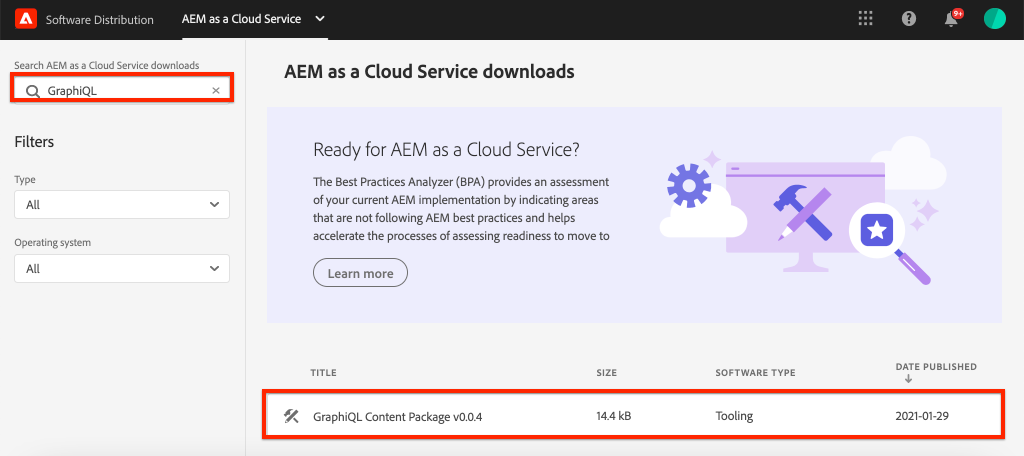 Software Distribution
AEM as a Cloud Service
9+
Search AEM as a Cloud Service downloads
GraphiQL
Filters
Type
All
Operating system
All
AEM as a Cloud Service downloads
Ready for AEM as a Cloud Service?
The Best Practices Analyzer (BPA) provides an assessment
of your current AEM implementation by indicating areas
that are not following AEM best practices and helps
accelerate the processes of assessing readiness to move to
Learn more
TITLE SIZE SOFTWARE TYPE DATE PUBLISHED
GraphiQL Content Package v0.0.4 14.4 kB Tooling 2021-01-29